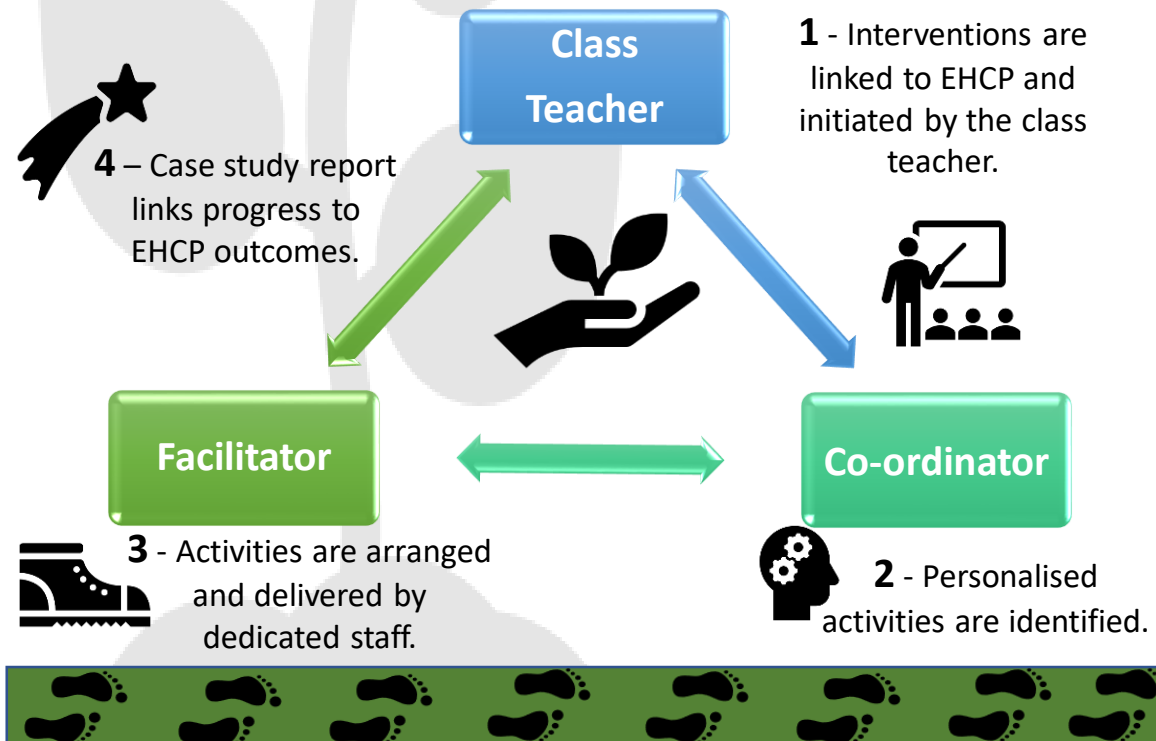 Class
Teacher
1 - Interventions are
linked to EHCP and
initiated by the class
teacher.
4 – Case study report
links progress to
EHCP outcomes.
Facilitator
Co-ordinator
3 - Activities are arranged
and delivered by
dedicated staff.
2 - Personalised
activities are identified.